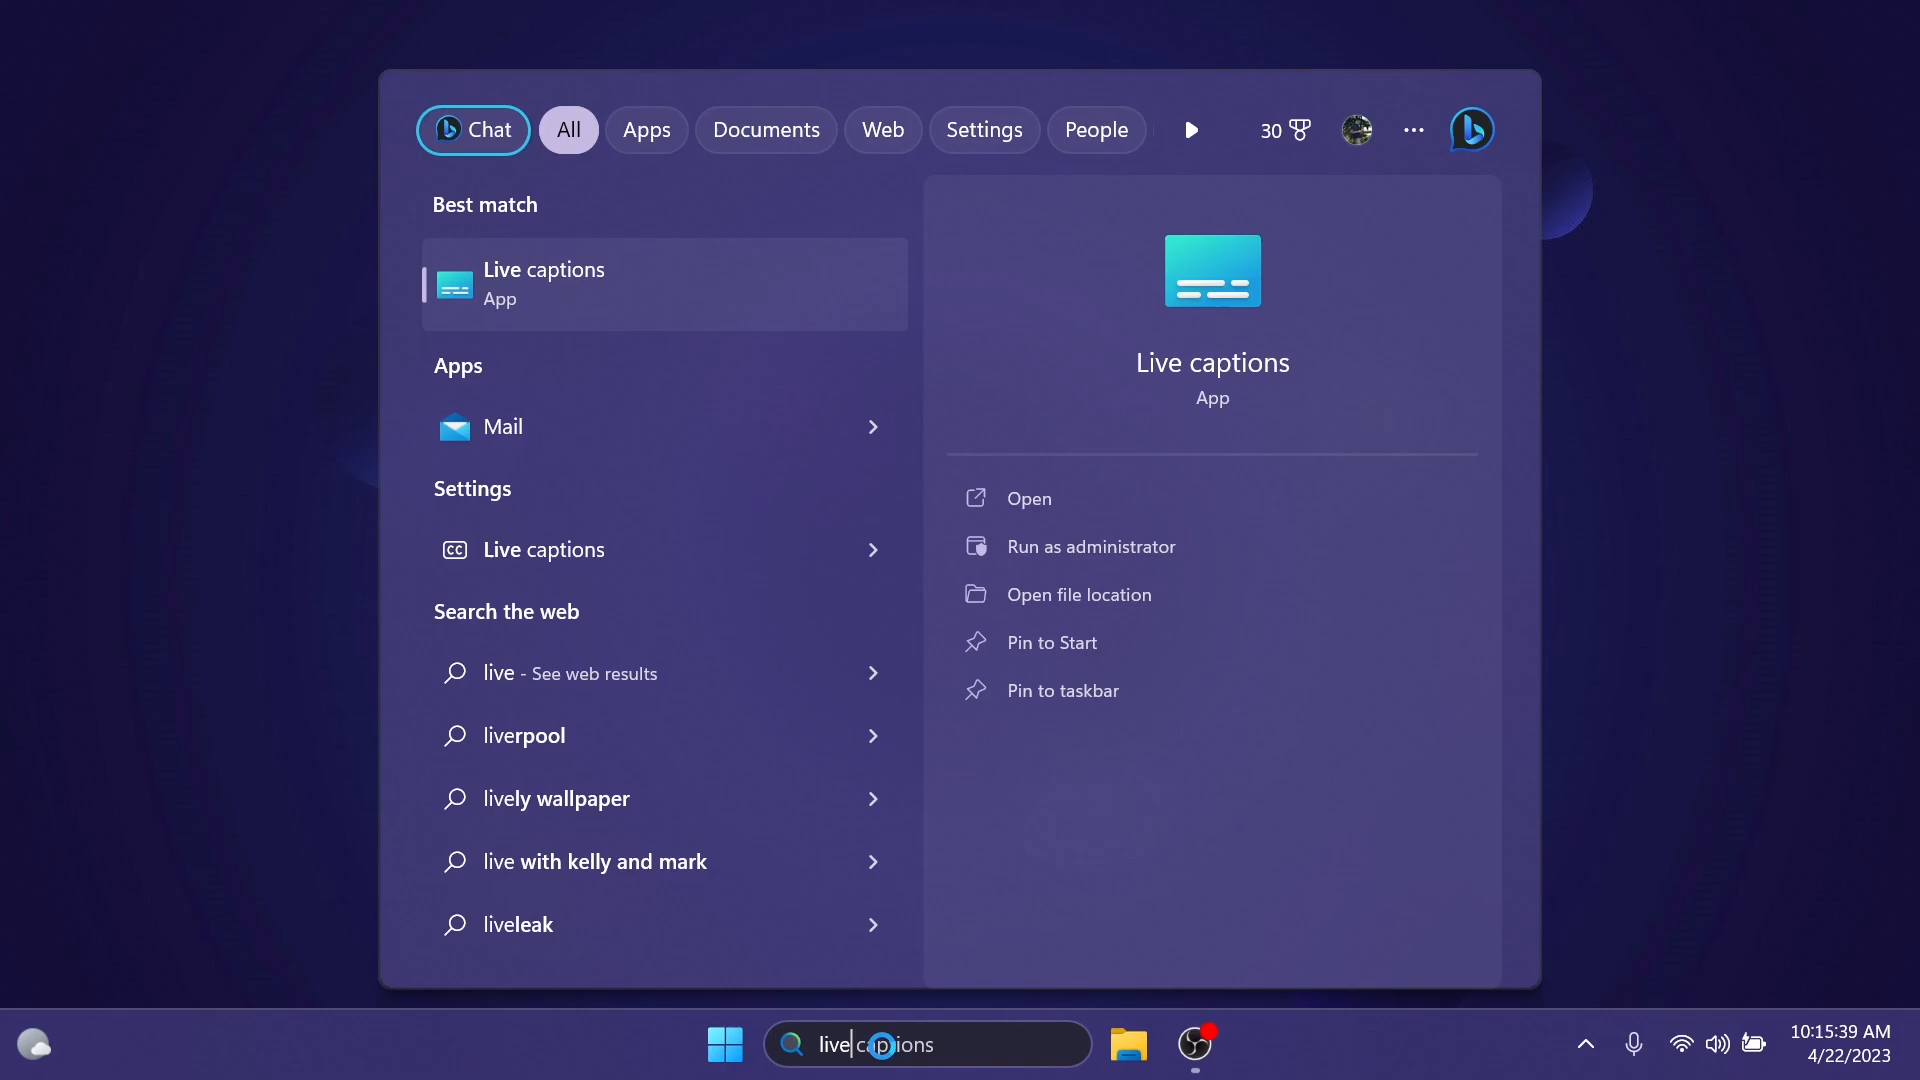 Chat
All
Apps
Documents
Web
Settings
People
30
Best match
Live captions
App
Apps
Mail
Settings
CC
Live captions
Search the web
live - See web results
liverpool
lively wallpaper
live with kelly and mark
liveleak
Live captions
App
Open
Run as administrator
Open file location
Pin to Start
Pin to taskbar
live captions
10:15:39 AM
4/22/2023